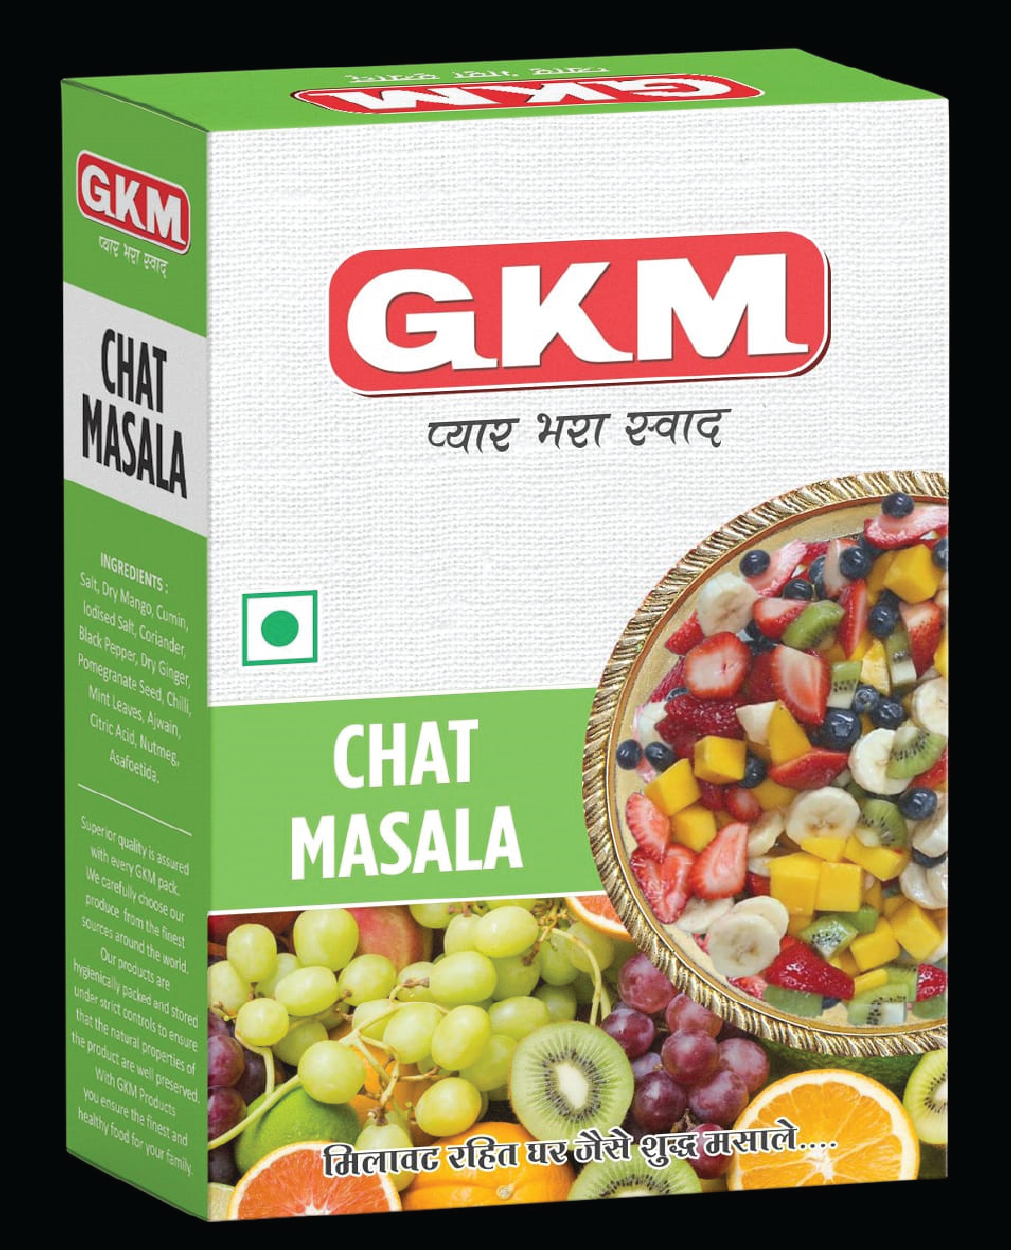 GKM
प्यार भरा स्वाद
CHAT
MASALA
INGREDIENTS :
Salt, Dry Mango, Cumin,
Iodised Salt, Coriander,
Black Pepper, Dry Ginger,
Pomegranate Seed, Chilli,
Mint Leaves, Ajwain,
Citric Acid, Nutmeg,
Asafoetida.
Superior quality is assured
with every GKM pack.
We carefully choose our
produce from the finest
sources around the world.
Our products are
hygienically packed and stored
under strict controls to ensure
that the natural properties of
the product are well preserved.
With GKM Products
you ensure the finest and
healthy food for your family.
प्यार भरा स्वाद
GKM
GKM
प्यार भरा स्वाद
CHAT
MASALA
मिलावट रहित घर जैसे शुद्ध मसाले....